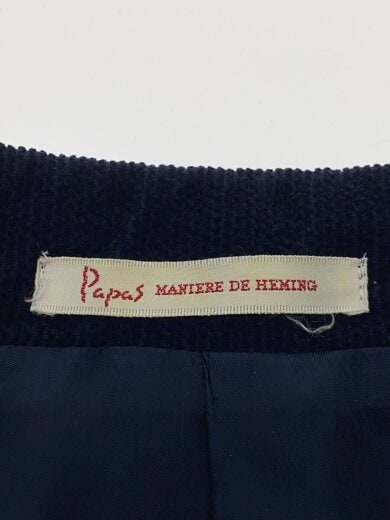 Papas MANIERE DE HEMING